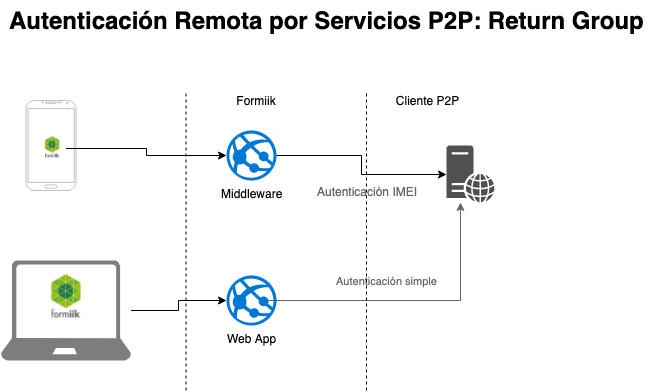 Autenticación Remota por Servicios P2P: Return Group
Formiik
Cliente P2P
formiik
Middleware
Autenticación IMEI
formiik
Autenticación simple
Web App